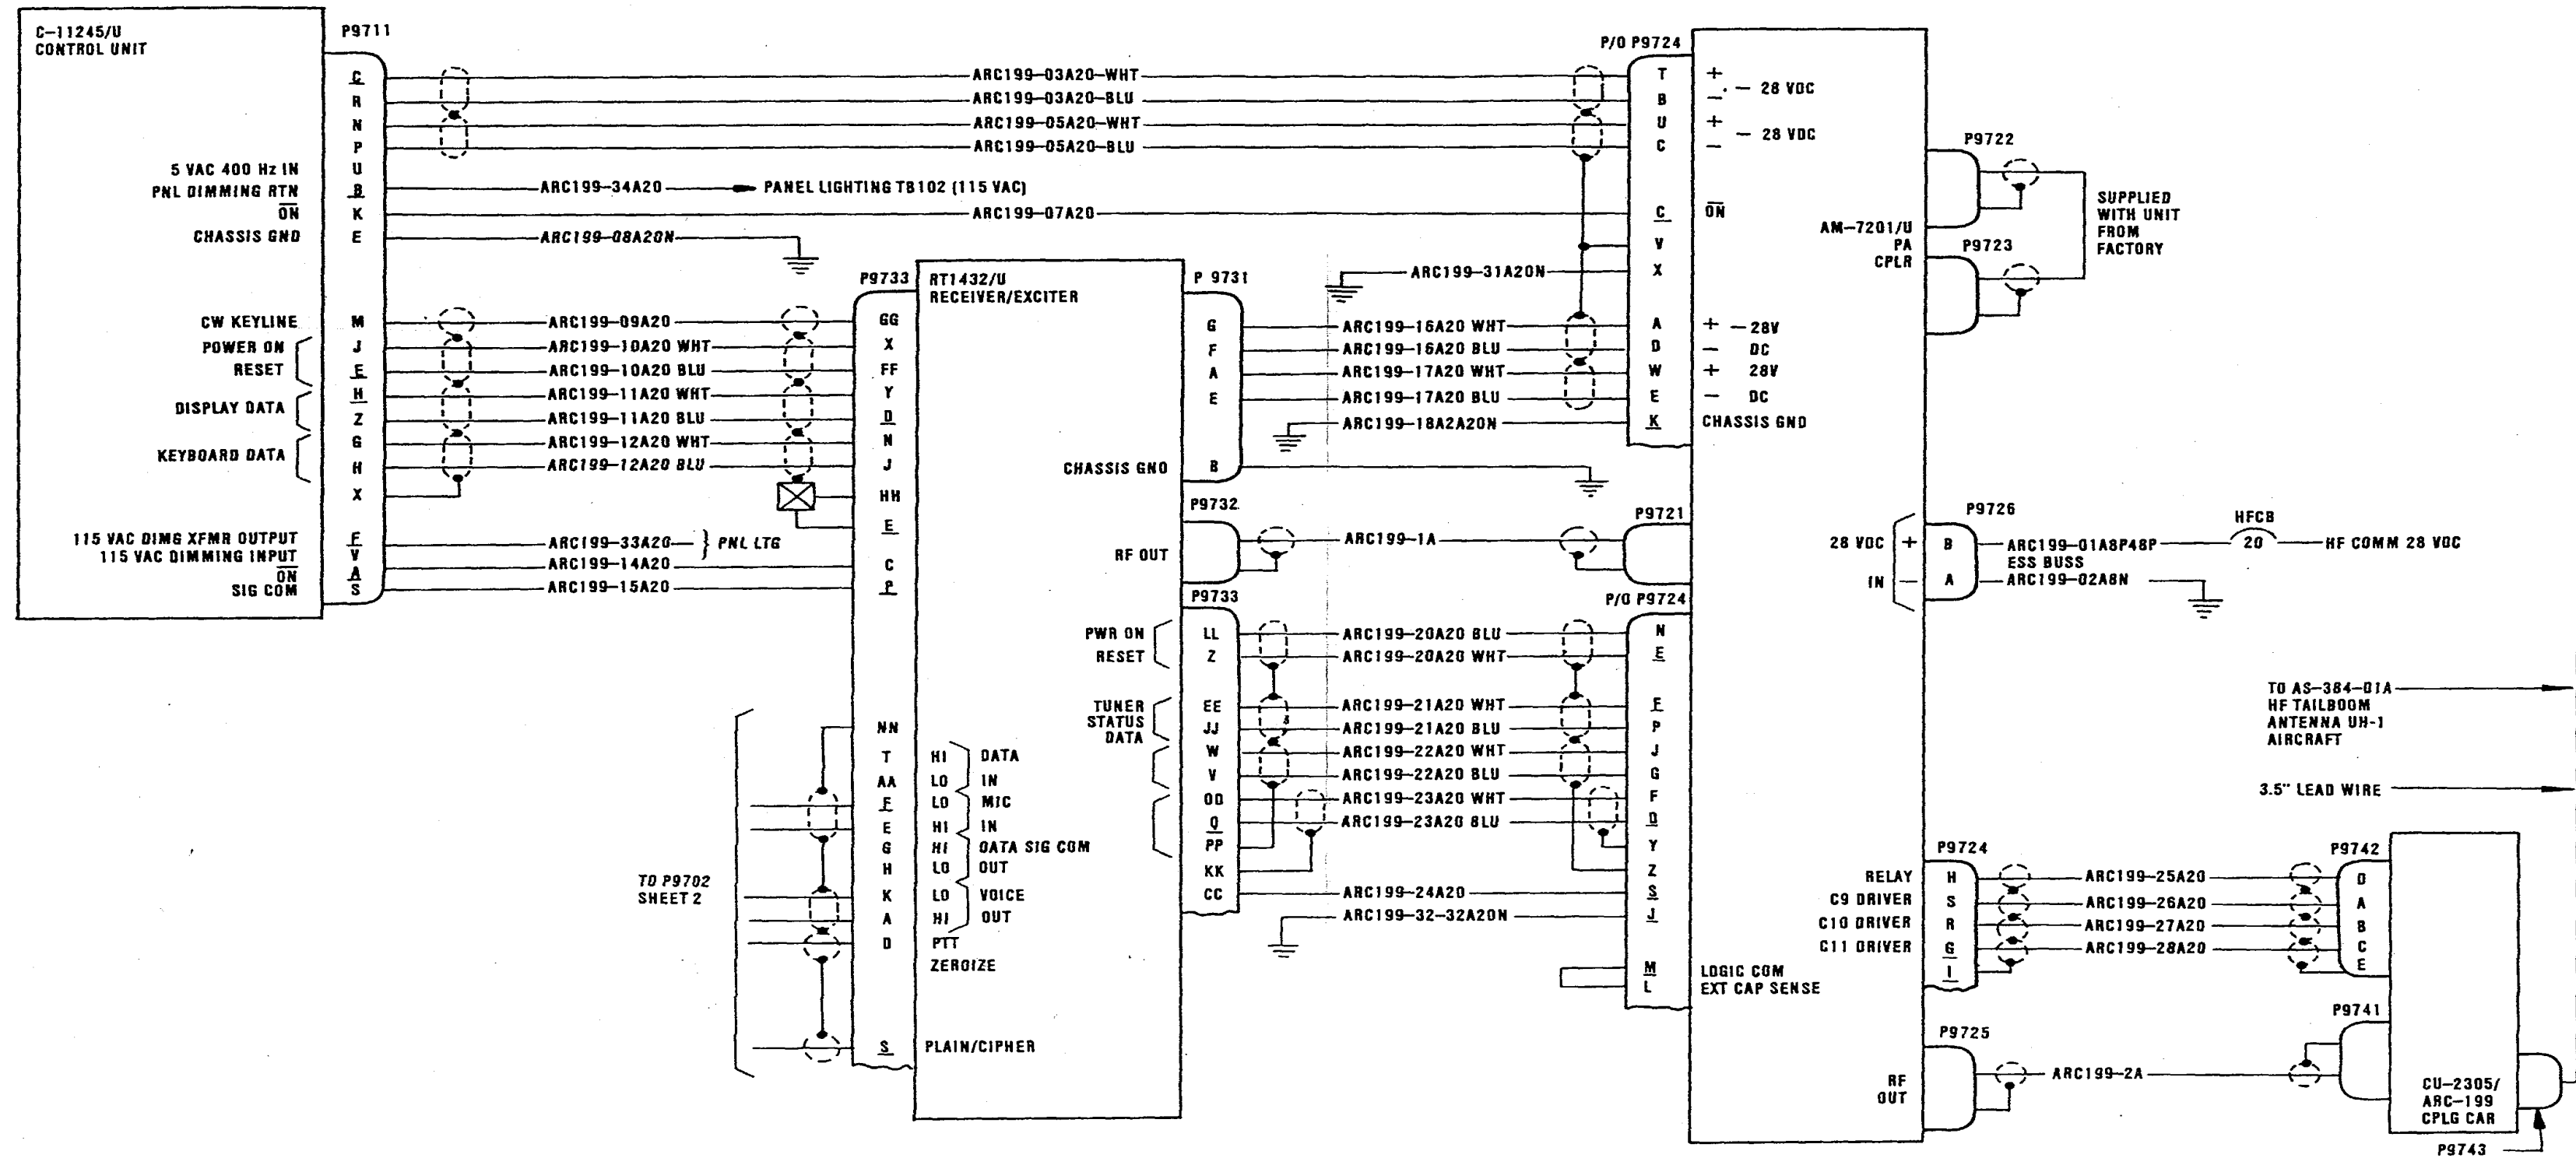 C-11245/U
CONTROL UNIT
P9711
C
R
N
P
5 VAC 400 Hz IN U
PNL DIMMING RTN B
ON K
CHASSIS GND E
CW KEYLINE M
POWER ON J
RESET E
DISPLAY DATA
H
Z
KEYBOARD DATA
G
H
X
115 VAC DIMG XFMR OUTPUT F
115 VAC DIMMING INPUT V
ON A
SIG COM S
ARC199-03A20-WHT
ARC199-03A20-BLU
ARC199-05A20-WHT
ARC199-05A20-BLU
ARC199-34A20
PANEL LIGHTING TB102 (115 VAC)
ARC199-07A20
ARC199-08A20N
ARC199-09A20
ARC199-10A20 WHT
ARC199-10A20 BLU
ARC199-11A20 WHT
ARC199-11A20 BLU
ARC199-12A20 WHT
ARC199-12A20 BLU
ARC199-33A20
PNL LTG
ARC199-14A20
ARC199-15A20
P9733
GG
X
FF
Y
D
N
J
HH
E
C
P
RT1432/U
RECEIVER/EXCITER
TO P9702
SHEET 2
NN
T HI DATA
AA LO IN
F LO MIC
E HI IN
G HI DATA SIG COM
H LO OUT
K LO VOICE
A HI OUT
D PTT
ZEROIZE
S PLAIN/CIPHER
P 9731
G
F
A
E
CHASSIS GND B
P9732
RF OUT
P9733
PWR ON LL
RESET Z
TUNER
STATUS
DATA
EE
JJ
W
V
DD
Q
PP
KK
CC
ARC199-31A20N
ARC199-16A20 WHT
ARC199-16A20 BLU
ARC199-17A20 WHT
ARC199-17A20 BLU
ARC199-18A2A20N
ARC199-1A
ARC199-20A20 BLU
ARC199-20A20 WHT
ARC199-21A20 WHT
ARC199-21A20 BLU
ARC199-22A20 WHT
ARC199-22A20 BLU
ARC199-23A20 WHT
ARC199-23A20 BLU
ARC199-24A20
ARC199-32-32A20N
P/O P9724
T +
B −
— 28 VDC
U +
C −
— 28 VDC
C ON
V
X
A + — 28V
D − DC
W + 28V
E − DC
K CHASSIS GND
P9721
P/O P9724
N
E
F
P
J
G
F
D
Y
Z
S
J
M LOGIC COM
L EXT CAP SENSE
AM-7201/U
PA
CPLR
P9722
P9723
SUPPLIED
WITH UNIT
FROM
FACTORY
P9726
28 VDC + B
IN − A
ARC199-01A8P48P
ESS BUSS
ARC199-02A8N
HFCB
20
HF COMM 28 VDC
TO AS-384-01A
HF TAILBOOM
ANTENNA UH-1
AIRCRAFT
3.5" LEAD WIRE
P9724
RELAY H
C9 DRIVER S
C10 DRIVER R
C11 DRIVER G
I
ARC199-25A20
ARC199-26A20
ARC199-27A20
ARC199-28A20
P9742
D
A
B
C
E
P9725
RF
OUT
ARC199-2A
P9741
CU-2305/
ARC-199
CPLG CAR
P9743